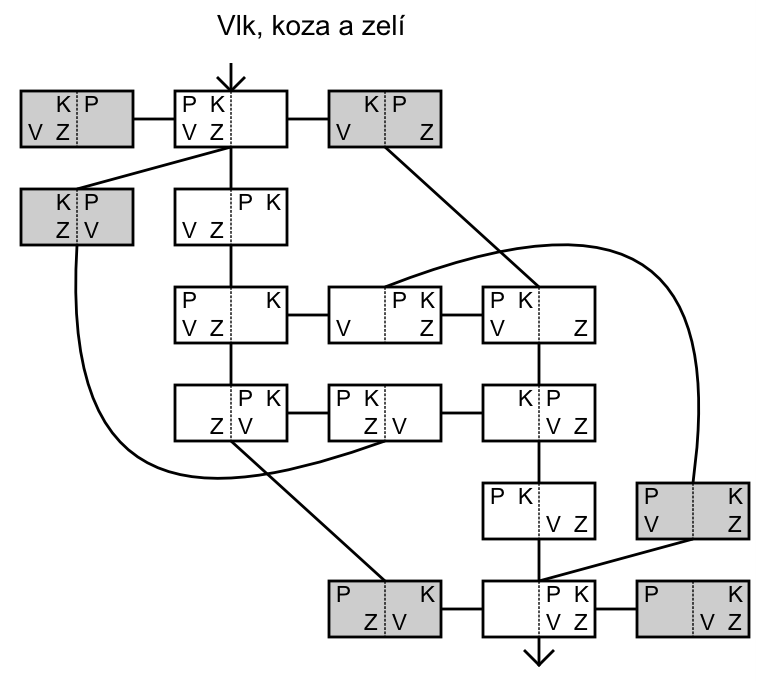 Vlk, koza a zelí
K P P K K P
V Z V Z V Z
K P P K
Z V V Z
P K P K P K
V Z V Z V Z
P K P K K P
Z V Z V V Z
P K P K
V Z V Z
P K P K P K
Z V V Z V Z